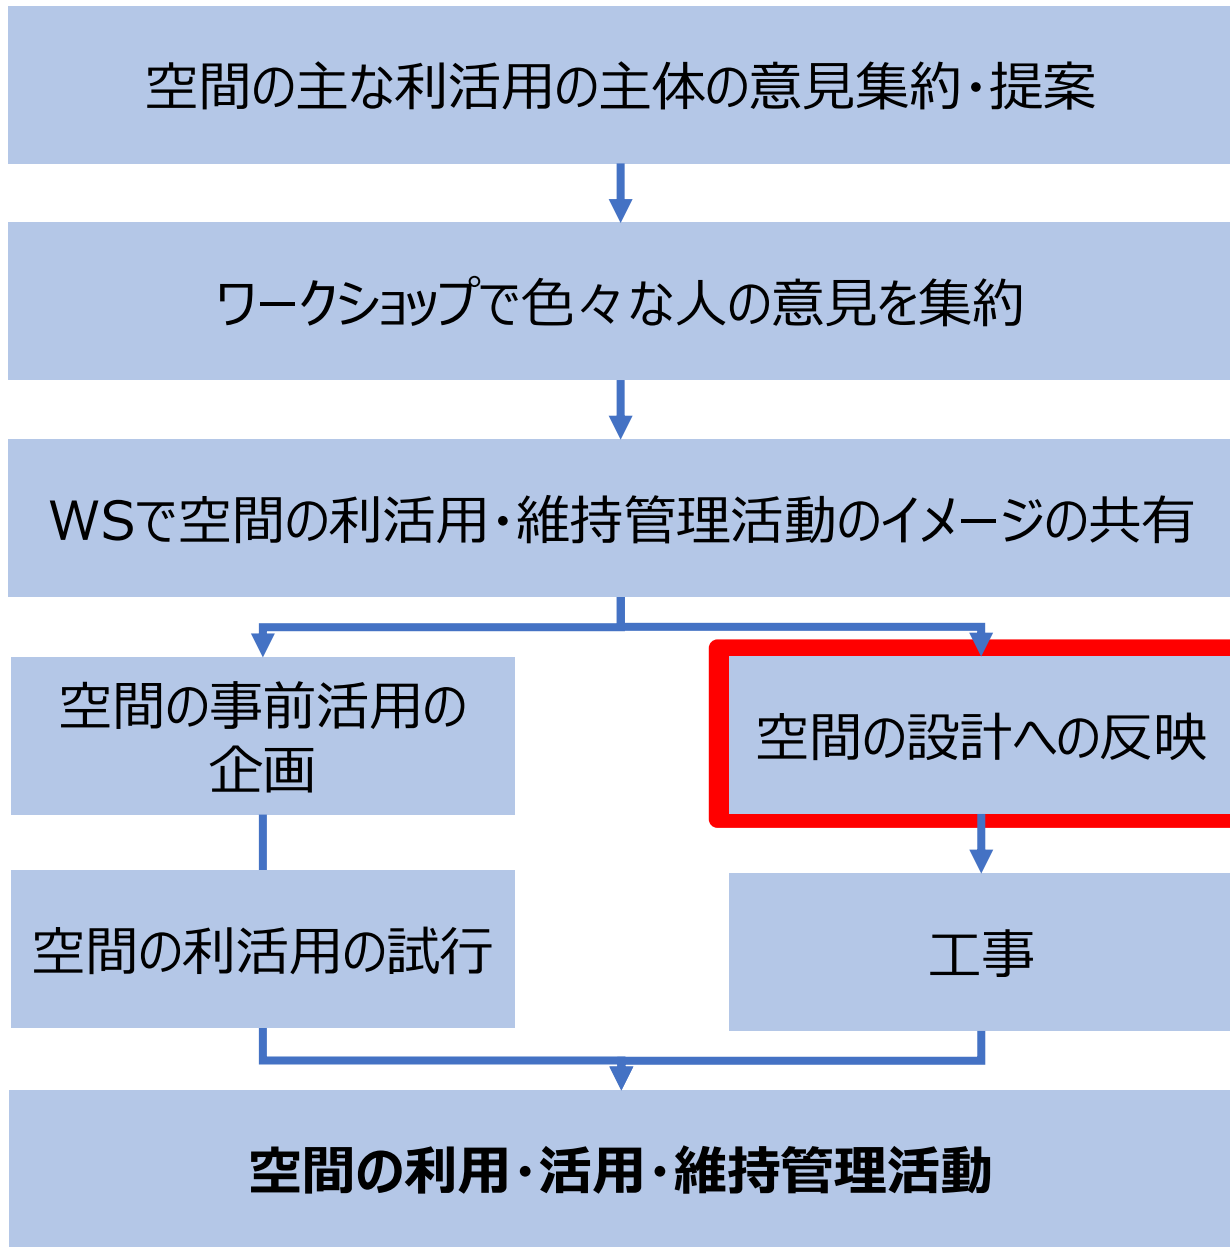 空間の主な利活用の主体の意見集約・提案
ワークショップで色々な人の意見を集約
WSで空間の利活用・維持管理活動のイメージの共有
空間の事前活用の
企画
空間の設計への反映
空間の利活用の試行
工事
空間の利用・活用・維持管理活動